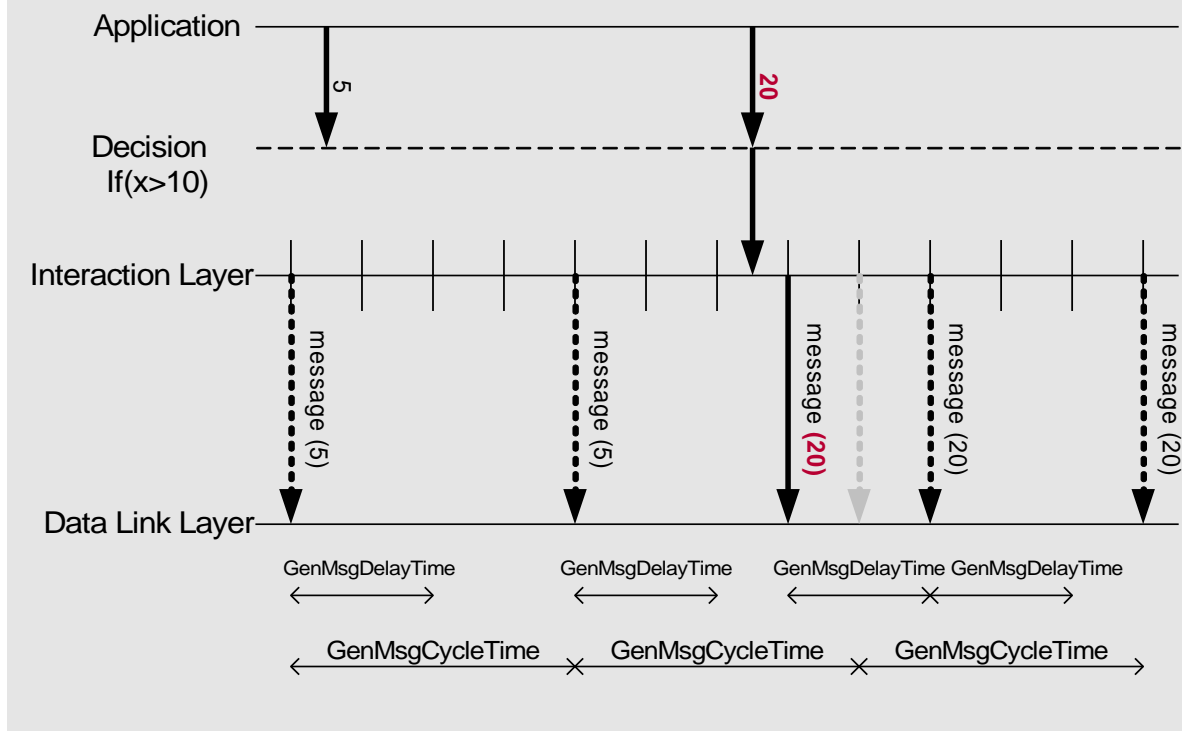 Application
5
20
Decision
If(x>10)
Interaction Layer
message (5)
message (5)
message (20)
message (20)
message (20)
Data Link Layer
GenMsgDelayTime
GenMsgDelayTime
GenMsgDelayTime
GenMsgDelayTime
GenMsgCycleTime
GenMsgCycleTime
GenMsgCycleTime